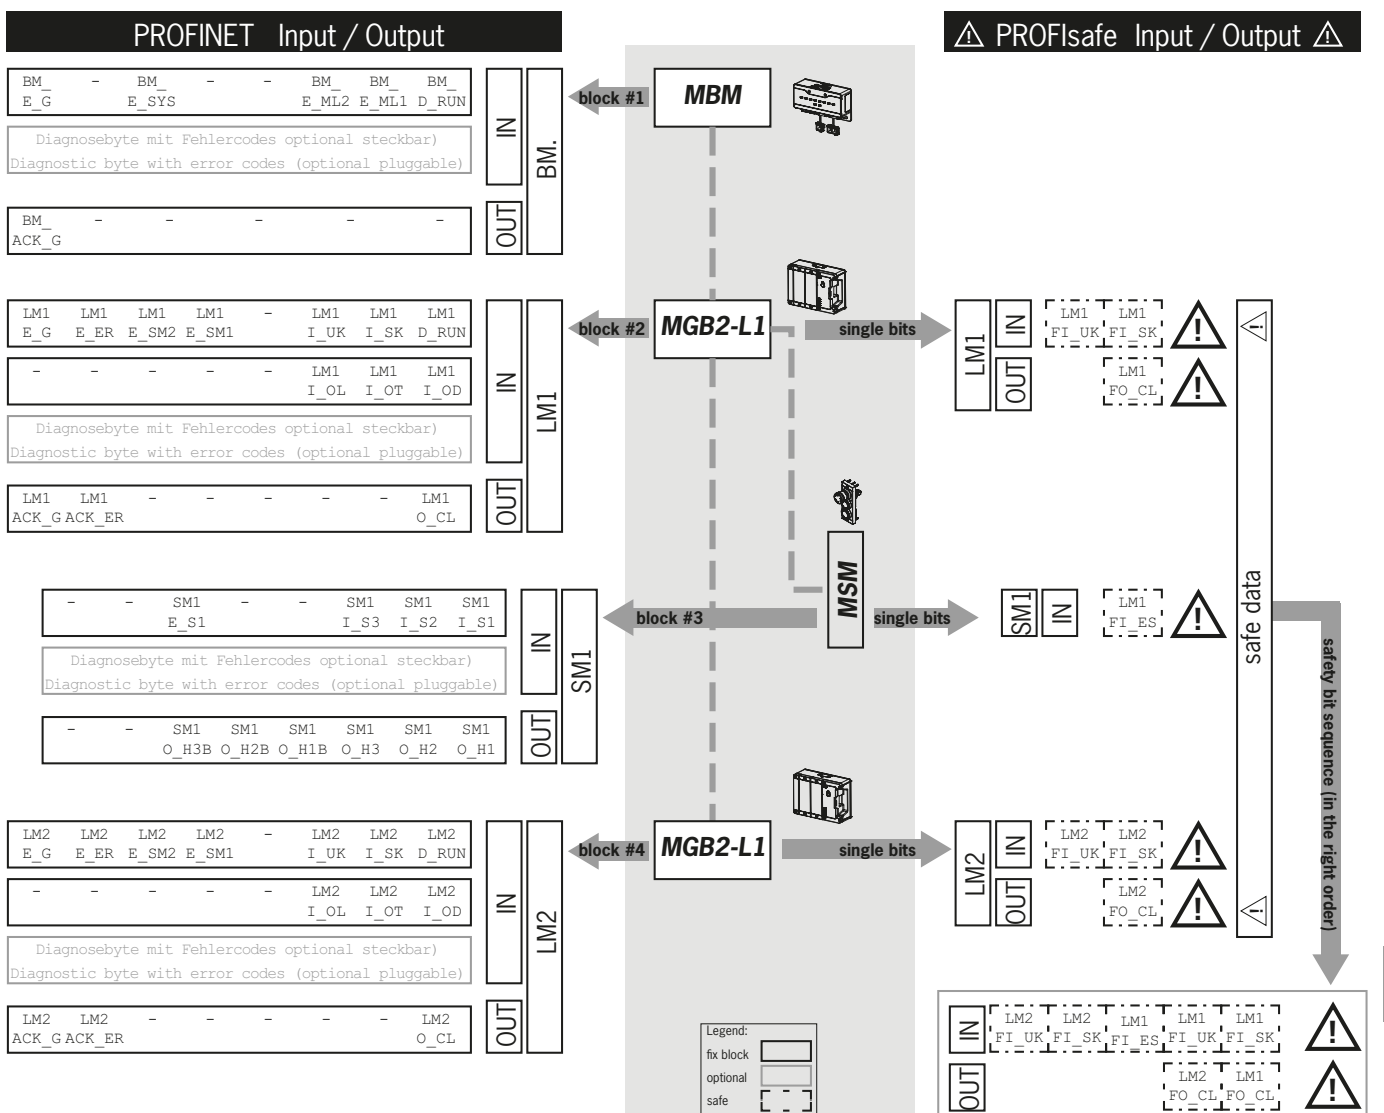 PROFINET Input / Output
⚠ PROFIsafe Input / Output ⚠
BM_ - BM_ - - BM_ BM_ BM_
E_G E_SYS E_ML2 E_ML1 D_RUN
Diagnosebyte mit Fehlercodes optional steckbar)
Diagnostic byte with error codes (optional pluggable)
IN
BM.
BM_ - - - - -
ACK_G
OUT
block #1
MBM
LM1 LM1 LM1 LM1 - LM1 LM1 LM1
E_G E_ER E_SM2 E_SM1 I_UK I_SK D_RUN
- - - - - LM1 LM1 LM1
I_OL I_OT I_OD
Diagnosebyte mit Fehlercodes optional steckbar)
Diagnostic byte with error codes (optional pluggable)
IN
LM1
LM1 LM1 - - - - - LM1
ACK_G ACK_ER O_CL
OUT
block #2
MGB2-L1
single bits
LM1
IN
LM1 LM1
FI_UK FI_SK
OUT
LM1
FO_CL
- - SM1 - - SM1 SM1 SM1
E_S1 I_S3 I_S2 I_S1
Diagnosebyte mit Fehlercodes optional steckbar)
Diagnostic byte with error codes (optional pluggable)
IN
SM1
- - SM1 SM1 SM1 SM1 SM1 SM1
O_H3B O_H2B O_H1B O_H3 O_H2 O_H1
OUT
block #3
MSM
single bits
SM1
IN
LM1
FI_ES
safe data
safety bit sequence (in the right order)
LM2 LM2 LM2 LM2 - LM2 LM2 LM2
E_G E_ER E_SM2 E_SM1 I_UK I_SK D_RUN
- - - - - LM2 LM2 LM2
I_OL I_OT I_OD
Diagnosebyte mit Fehlercodes optional steckbar)
Diagnostic byte with error codes (optional pluggable)
IN
LM2
LM2 LM2 - - - - - LM2
ACK_G ACK_ER O_CL
OUT
block #4
MGB2-L1
single bits
LM2
IN
LM2 LM2
FI_UK FI_SK
OUT
LM2
FO_CL
Legend:
fix block
optional
safe
IN
LM2 LM2 LM1 LM1 LM1
FI_UK FI_SK FI_ES FI_UK FI_SK
OUT
LM2 LM1
FO_CL FO_CL